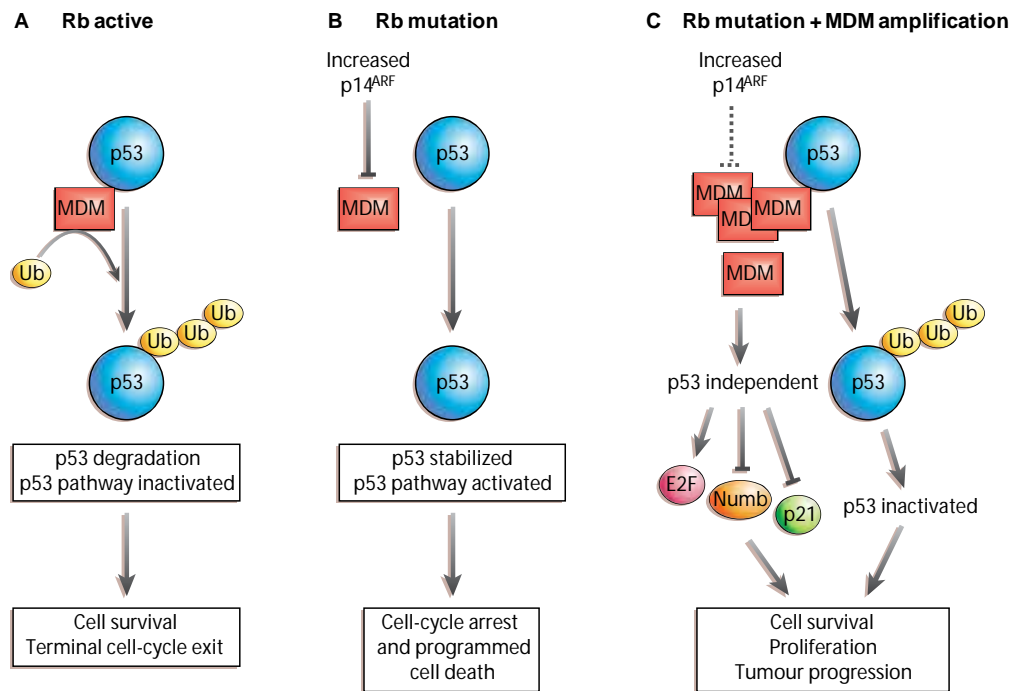 A Rb active
p53
MDM
Ub
Ub
Ub
Ub
p53
p53 degradation
p53 pathway inactivated
Cell survival
Terminal cell-cycle exit
B Rb mutation
Increased
p14ARF
p53
MDM
p53
p53 stabilized
p53 pathway activated
Cell-cycle arrest
and programmed
cell death
C Rb mutation + MDM amplification
Increased
p14ARF
p53
MDM
MD
MDM
MDM
p53 independent
Ub
Ub
Ub
p53
E2F
Numb
p21
p53 inactivated
Cell survival
Proliferation
Tumour progression